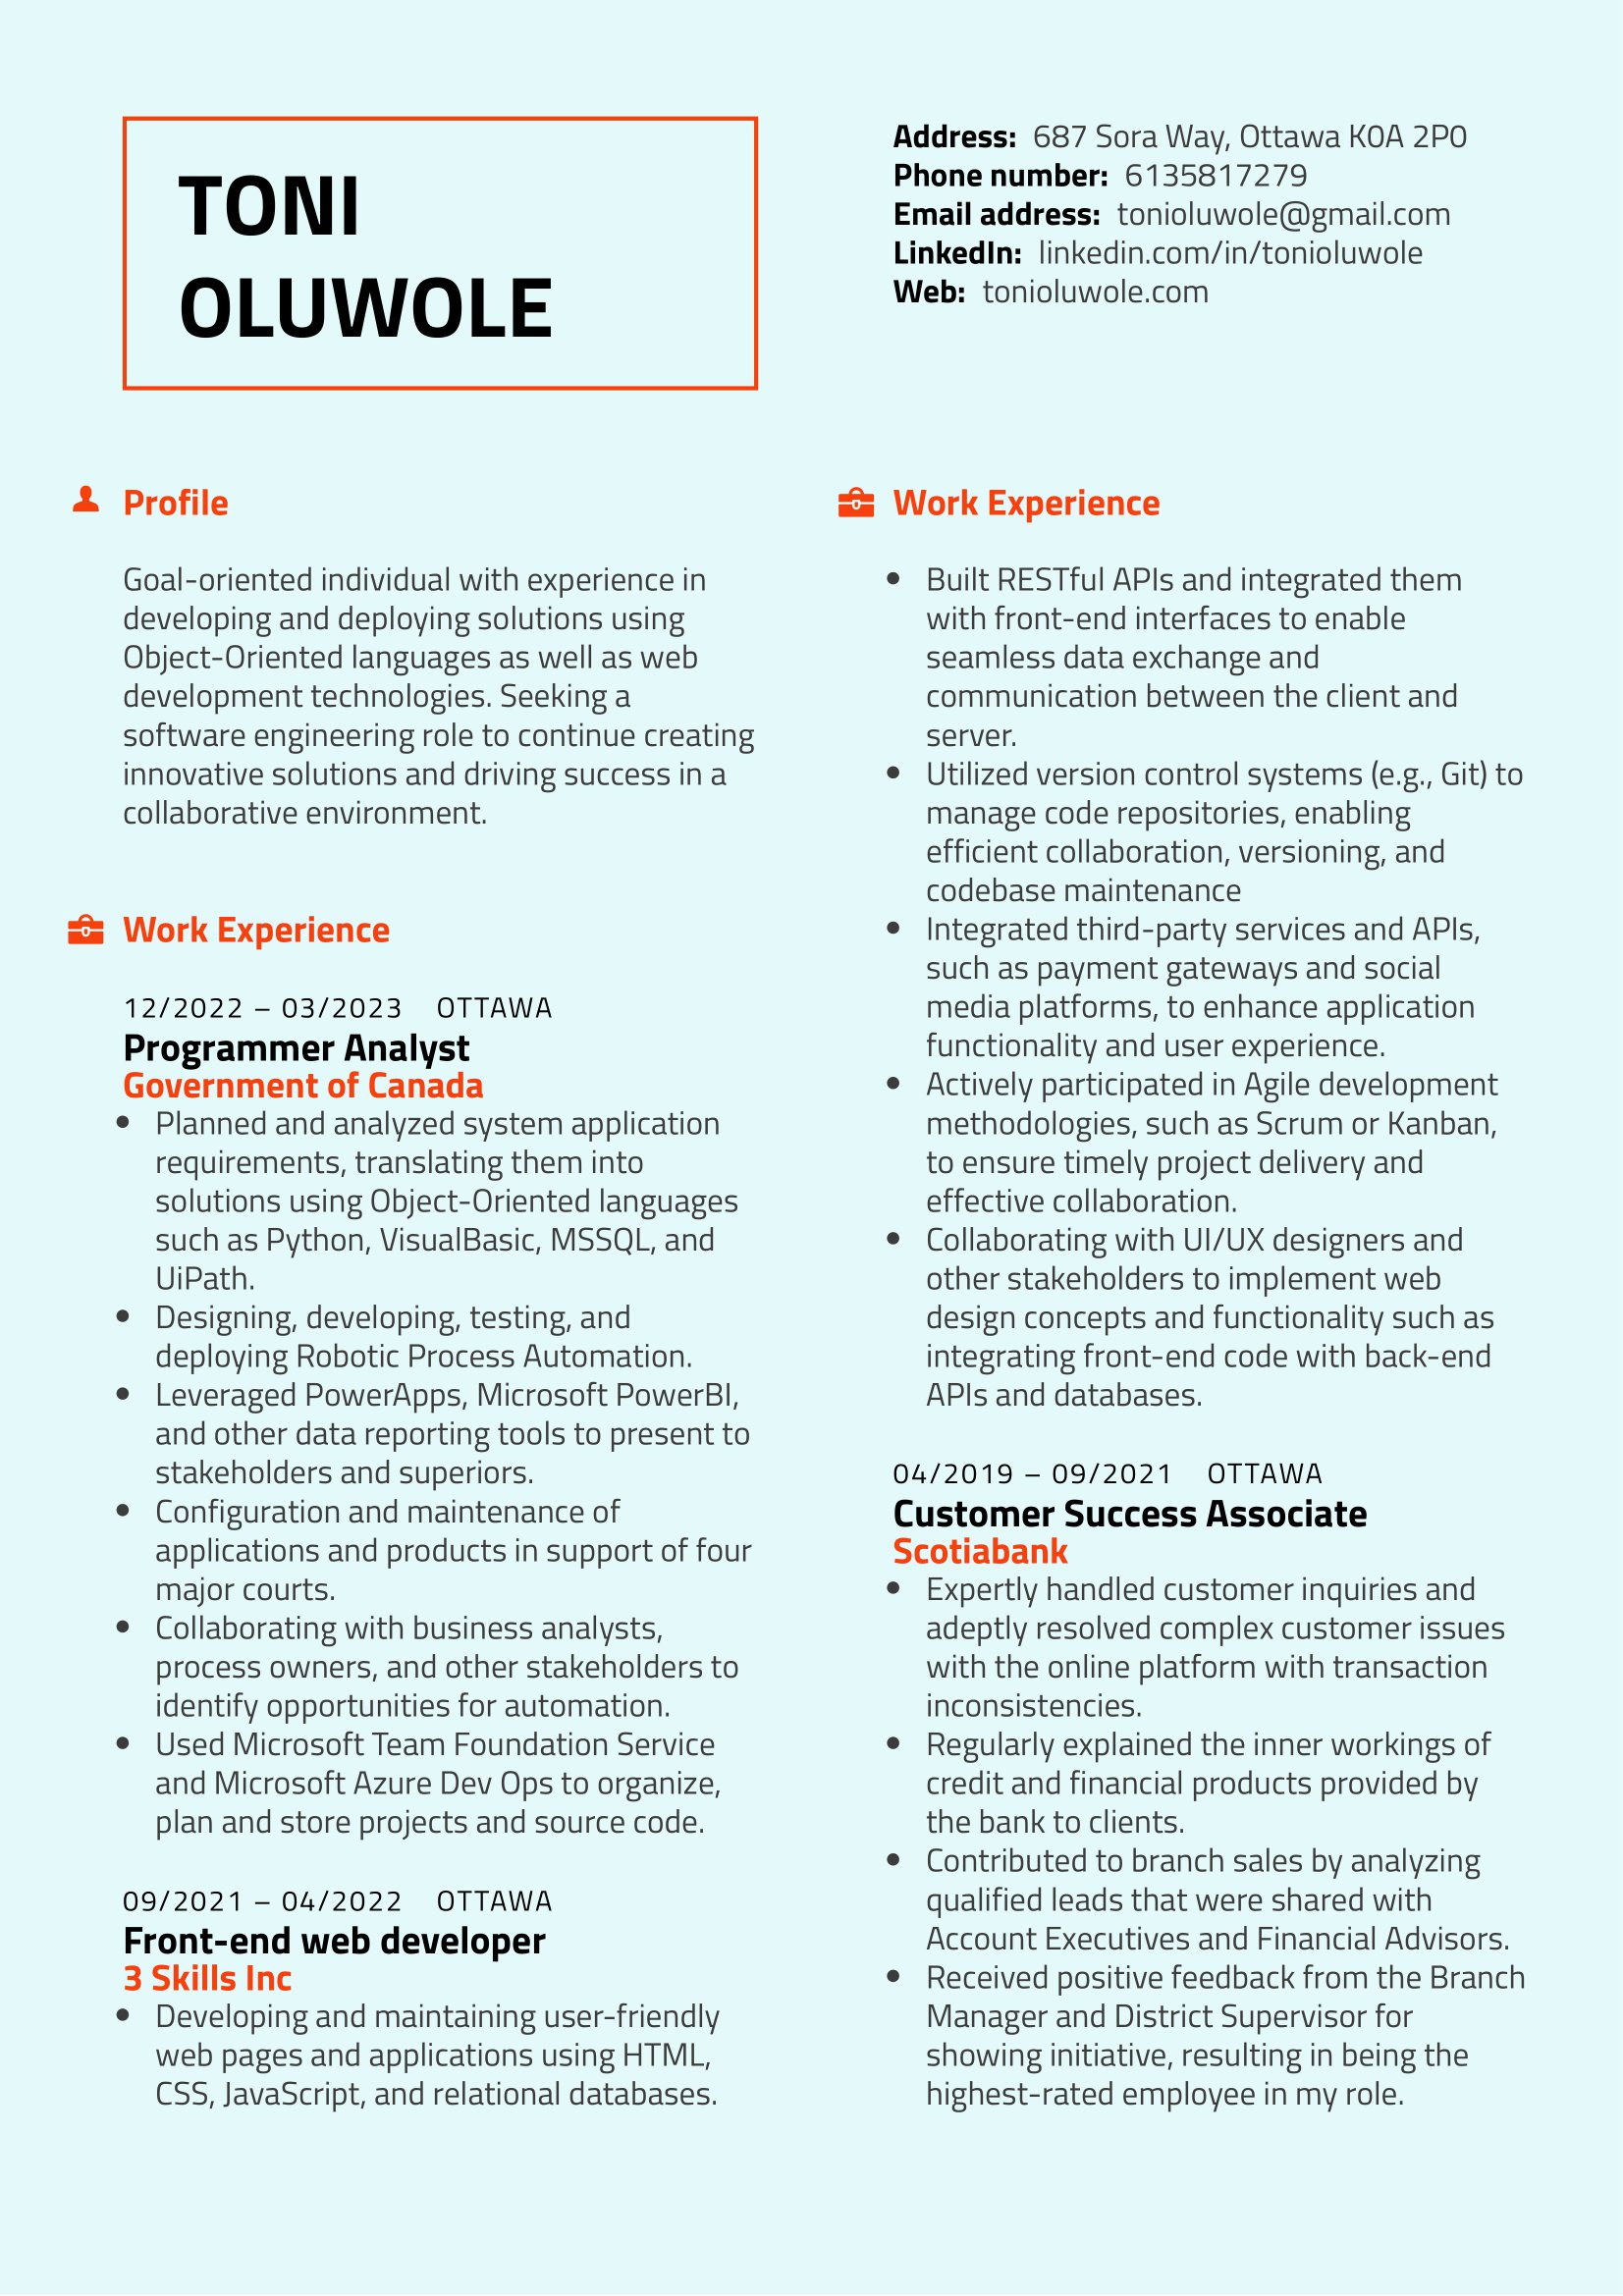 TONI
OLUWOLE
Address: 687 Sora Way, Ottawa K0A 2P0
Phone number: 6135817279
Email address: tonioluwole@gmail.com
LinkedIn: linkedin.com/in/tonioluwole
Web: tonioluwole.com
Profile
Goal-oriented individual with experience in
developing and deploying solutions using
Object-Oriented languages as well as web
development technologies. Seeking a
software engineering role to continue creating
innovative solutions and driving success in a
collaborative environment.
Work Experience
12/2022 – 03/2023 OTTAWA
Programmer Analyst
Government of Canada
• Planned and analyzed system application
requirements, translating them into
solutions using Object-Oriented languages
such as Python, VisualBasic, MSSQL, and
UiPath.
• Designing, developing, testing, and
deploying Robotic Process Automation.
• Leveraged PowerApps, Microsoft PowerBI,
and other data reporting tools to present to
stakeholders and superiors.
• Configuration and maintenance of
applications and products in support of four
major courts.
• Collaborating with business analysts,
process owners, and other stakeholders to
identify opportunities for automation.
• Used Microsoft Team Foundation Service
and Microsoft Azure Dev Ops to organize,
plan and store projects and source code.
09/2021 – 04/2022 OTTAWA
Front-end web developer
3 Skills Inc
• Developing and maintaining user-friendly
web pages and applications using HTML,
CSS, JavaScript, and relational databases.
Work Experience
• Built RESTful APIs and integrated them
with front-end interfaces to enable
seamless data exchange and
communication between the client and
server.
• Utilized version control systems (e.g., Git) to
manage code repositories, enabling
efficient collaboration, versioning, and
codebase maintenance
• Integrated third-party services and APIs,
such as payment gateways and social
media platforms, to enhance application
functionality and user experience.
• Actively participated in Agile development
methodologies, such as Scrum or Kanban,
to ensure timely project delivery and
effective collaboration.
• Collaborating with UI/UX designers and
other stakeholders to implement web
design concepts and functionality such as
integrating front-end code with back-end
APIs and databases.
04/2019 – 09/2021 OTTAWA
Customer Success Associate
Scotiabank
• Expertly handled customer inquiries and
adeptly resolved complex customer issues
with the online platform with transaction
inconsistencies.
• Regularly explained the inner workings of
credit and financial products provided by
the bank to clients.
• Contributed to branch sales by analyzing
qualified leads that were shared with
Account Executives and Financial Advisors.
• Received positive feedback from the Branch
Manager and District Supervisor for
showing initiative, resulting in being the
highest-rated employee in my role.